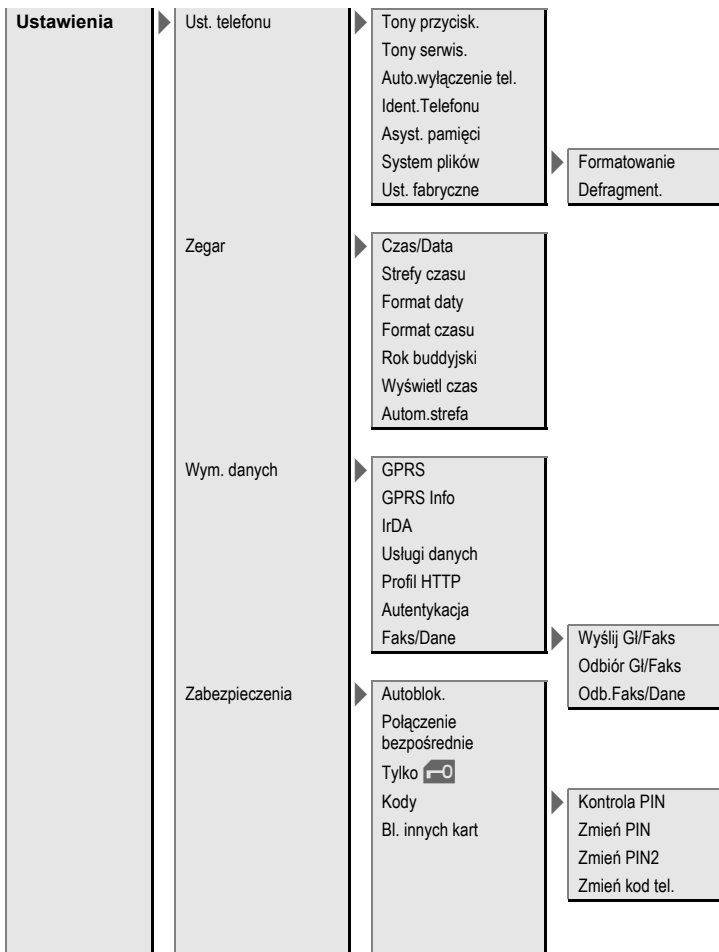 Ustawienia
Ust. telefonu
Tony przycisk.
Tony serwis.
Auto.wyłączenie tel.
Ident.Telefonu
Asyst. pamięci
System plików
Formatowanie
Defragment.
Ust. fabryczne
Zegar
Czas/Data
Strefy czasu
Format daty
Format czasu
Rok buddyjski
Wyświetl czas
Autom.strefa
Wym. danych
GPRS
GPRS Info
IrDA
Usługi danych
Profil HTTP
Autentykacja
Faks/Dane
Wyślij Gł/Faks
Odbiór Gł/Faks
Odb.Faks/Dane
Zabezpieczenia
Autoblok.
Połączenie
bezpośrednie
Tylko
Kody
Kontrola PIN
Zmień PIN
Zmień PIN2
Zmień kod tel.
Bl. innych kart